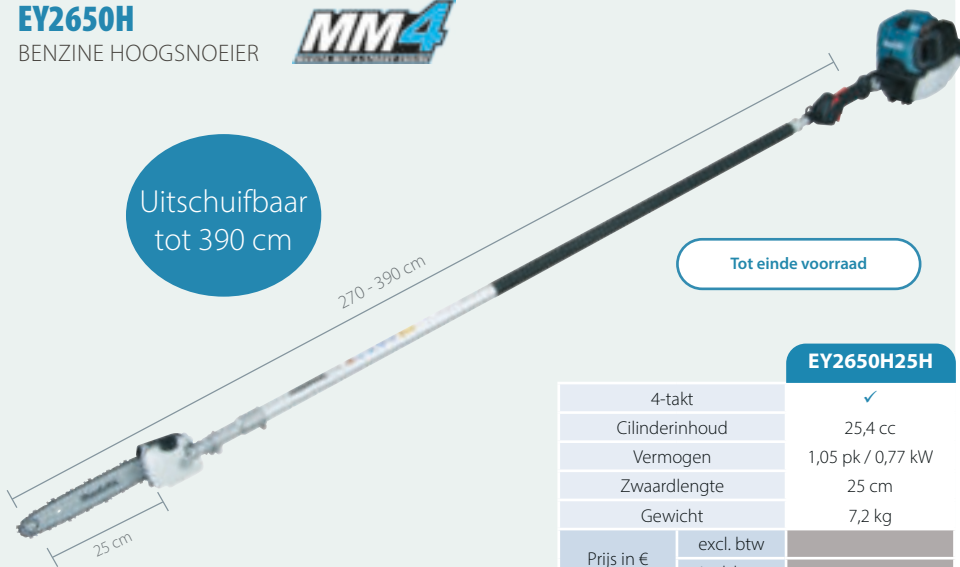 EY2650H
BENZINE HOOGSNOEIER
MM4
Uitschuifbaar
tot 390 cm
270 - 390 cm
Tot einde voorraad
25 cm
EY2650H25H
4-takt ✓
Cilinderinhoud 25,4 cc
Vermogen 1,05 pk / 0,77 kW
Zwaardlengte 25 cm
Gewicht 7,2 kg
Prijs in €
excl. btw